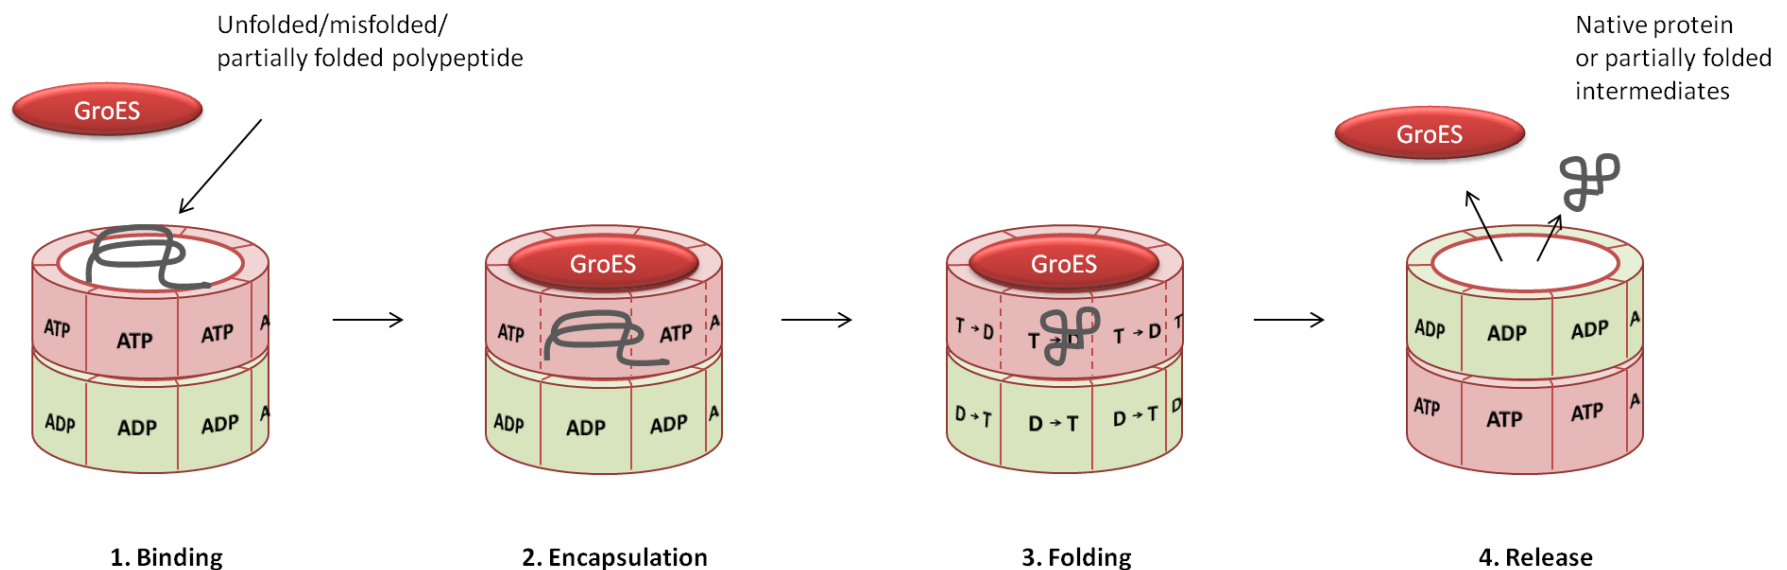 Unfolded/misfolded/
partially folded polypeptide
Native protein
or partially folded
intermediates
GroES
GroES
GroES
GroES
ATP ATP ATP A
ADP ADP ADP A
ATP ATP A
ADP ADP ADP A
T → D T → D T → D T
D → T D → T D → T D
ADP ADP ADP A
ATP ATP ATP A
1. Binding
2. Encapsulation
3. Folding
4. Release